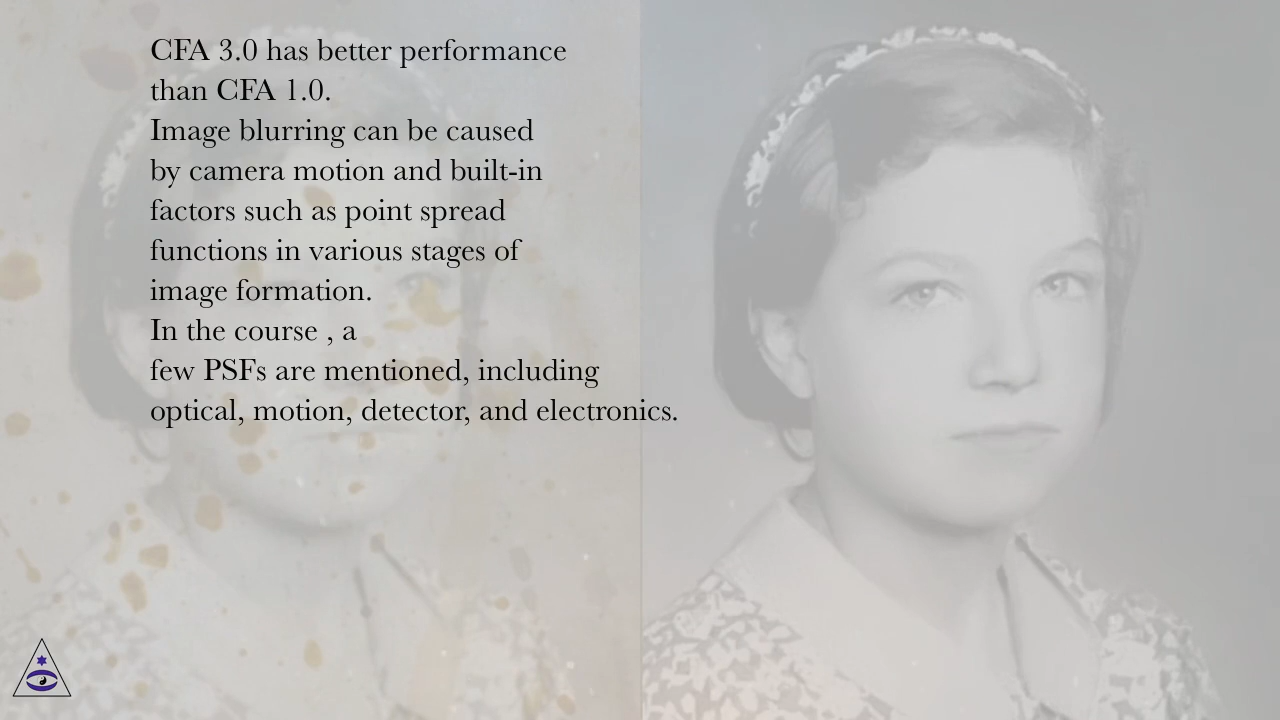 CFA 3.0 has better performance
than CFA 1.0.
Image blurring can be caused
by camera motion and built-in
factors such as point spread
functions in various stages of
image formation.
In the course , a
few PSFs are mentioned, including
optical, motion, detector, and electronics.